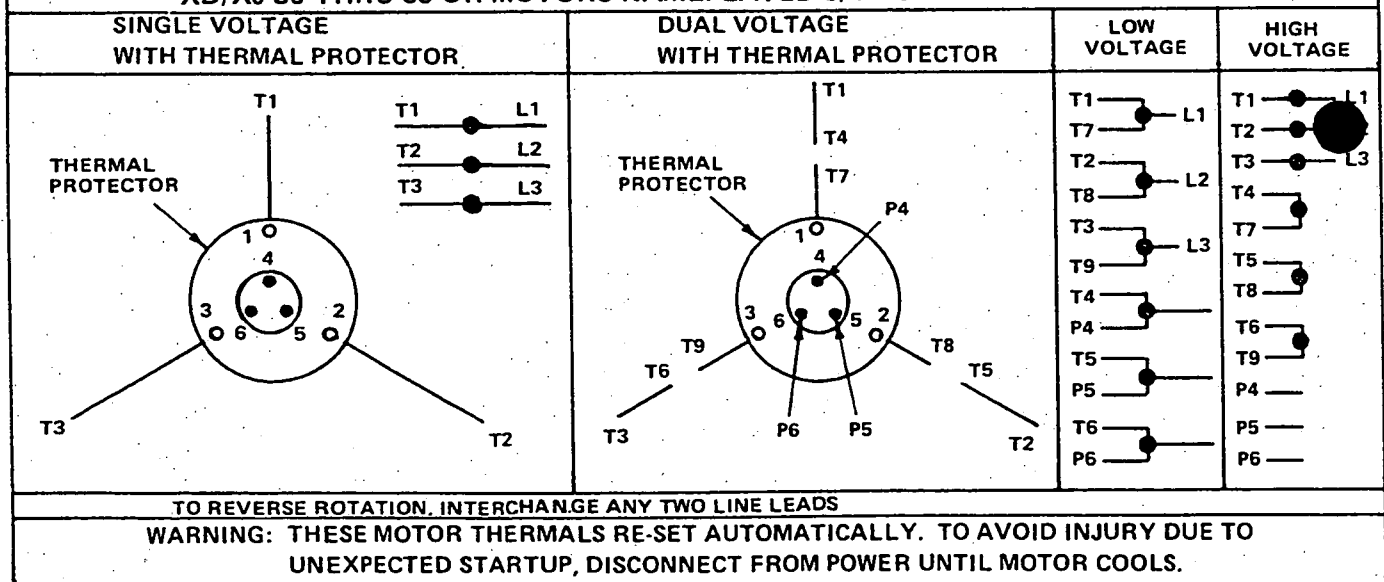 SINGLE VOLTAGE
WITH THERMAL PROTECTOR
DUAL VOLTAGE
WITH THERMAL PROTECTOR
LOW
VOLTAGE
HIGH
VOLTAGE
T1
T1 L1
T2 L2
T3 L3
THERMAL
PROTECTOR
1
4
3 2
6 5
T3
T2
T1
T4
T7
THERMAL
PROTECTOR
P4
1
4
3 2
6 5
T9
T6
T3
T8
T5
T2
P6 P5
T1
L1
T7
T2
L2
T8
T3
L3
T9
T4
P4
T5
P5
T6
P6
T1 L1
T2
T3 L3
T4
T7
T5
T8
T6
T9
P4
P5
P6
TO REVERSE ROTATION, INTERCHANGE ANY TWO LINE LEADS
WARNING: THESE MOTOR THERMALS RE-SET AUTOMATICALLY. TO AVOID INJURY DUE TO
UNEXPECTED STARTUP, DISCONNECT FROM POWER UNTIL MOTOR COOLS.